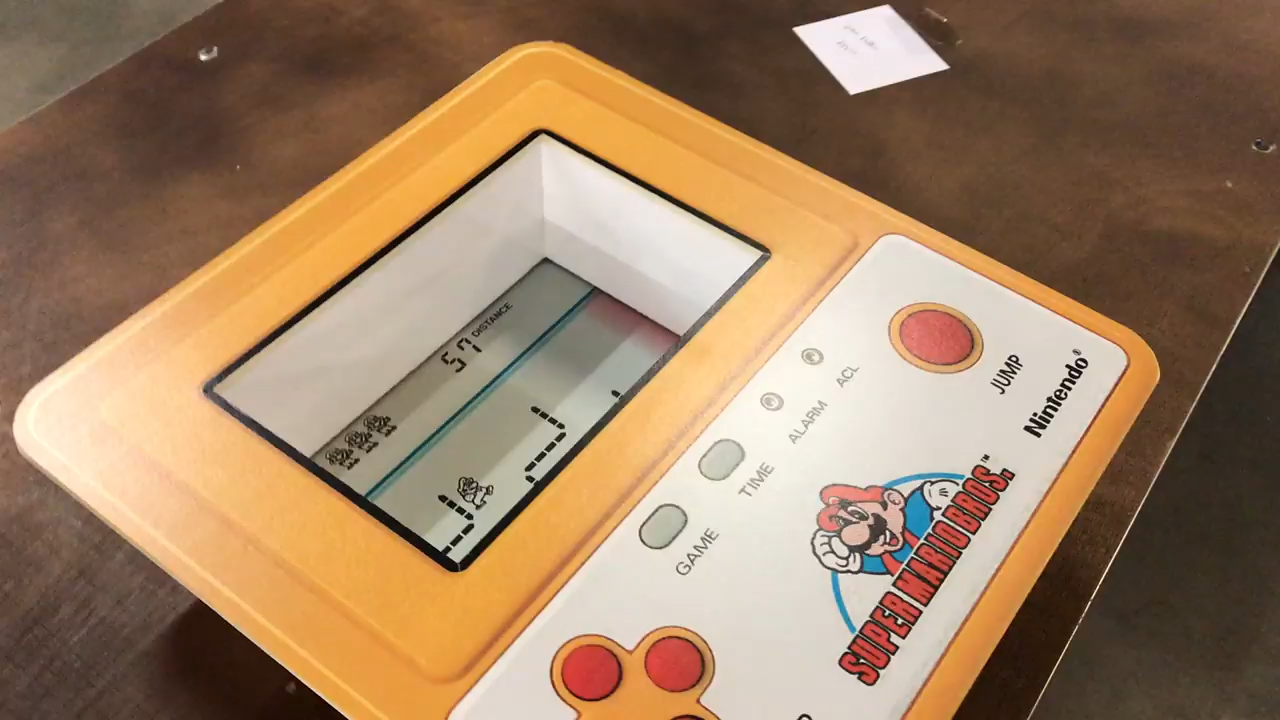 57 DISTANCE
JUMP
ACL
ALARM
TIME
GAME
Nintendo®
SUPER MARIO BROS.™